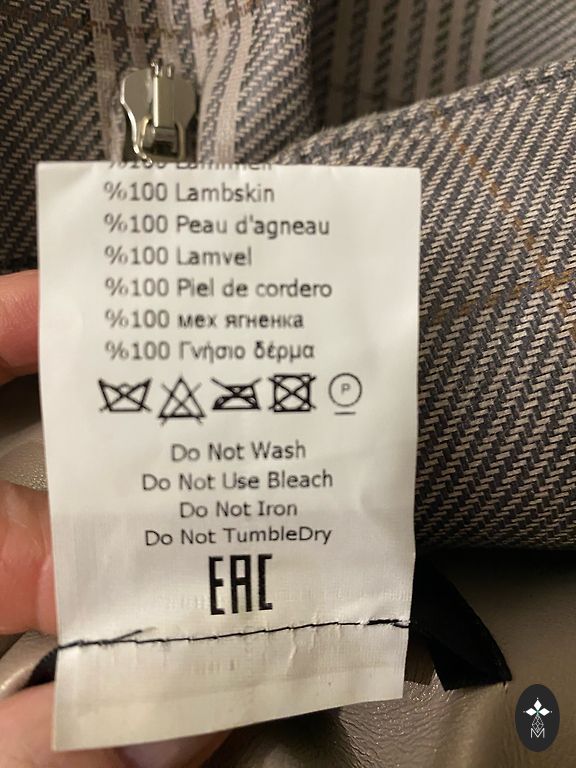 %100 Lambskin
%100 Peau d'agneau
%100 Lamvel
%100 Piel de cordero
%100 мех ягненка
%100 Γνήσιο δέρμα
P
Do Not Wash
Do Not Use Bleach
Do Not Iron
Do Not TumbleDry
EAC
M